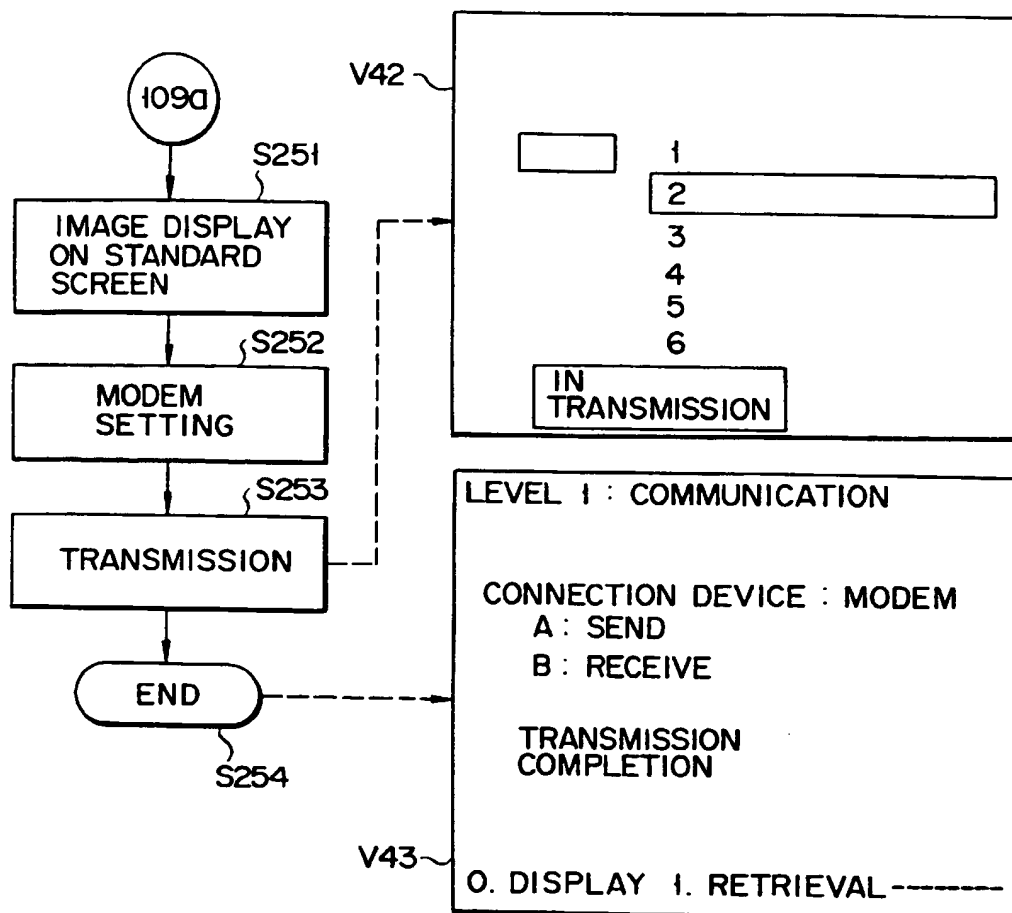 109a
S251
IMAGE DISPLAY
ON STANDARD
SCREEN
S252
MODEM
SETTING
S253
TRANSMISSION
END
S254
V42
1
2
3
4
5
6
IN
TRANSMISSION
LEVEL 1 : COMMUNICATION
CONNECTION DEVICE : MODEM
A : SEND
B : RECEIVE
TRANSMISSION
COMPLETION
V43
0. DISPLAY 1. RETRIEVAL